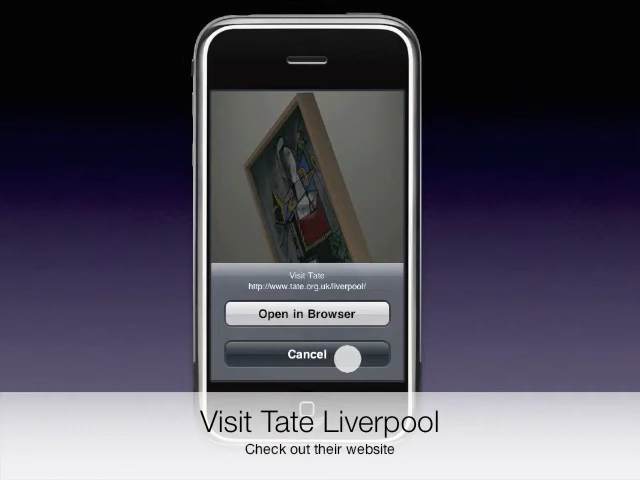 Visit Tate
http://www.tate.org.uk/liverpool/
Open in Browser
Cancel
Visit Tate Liverpool
Check out their website